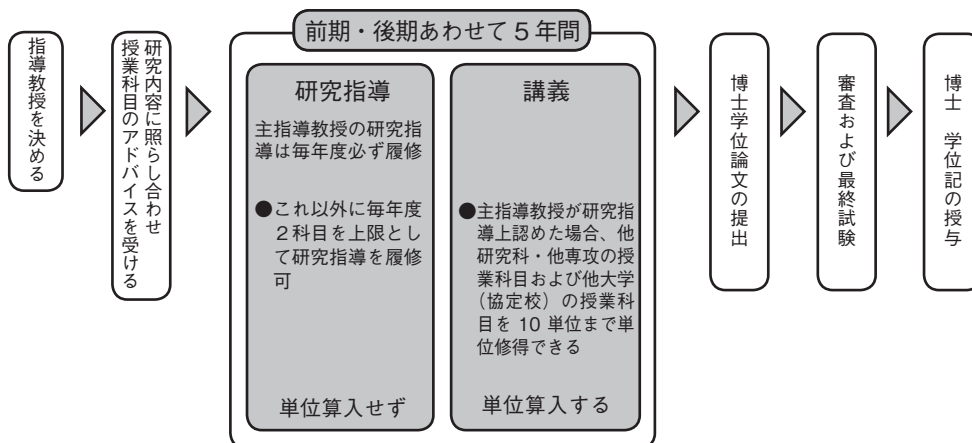 指導教授を決める
研究内容に照らし合わせ
授業科目のアドバイスを受ける
前期・後期あわせて5年間
研究指導
主指導教授の研究指
導は毎年度必ず履修
●これ以外に毎年度
2科目を上限とし
て研究指導を履修
可
単位算入せず
講義
●主指導教授が研究指
導上認めた場合、他
研究科・他専攻の授
業科目および他大学
（協定校）の授業科
目を 10 単位まで単
位修得できる
単位算入する
博士学位論文の提出
審査および最終試験
博士　学位記の授与